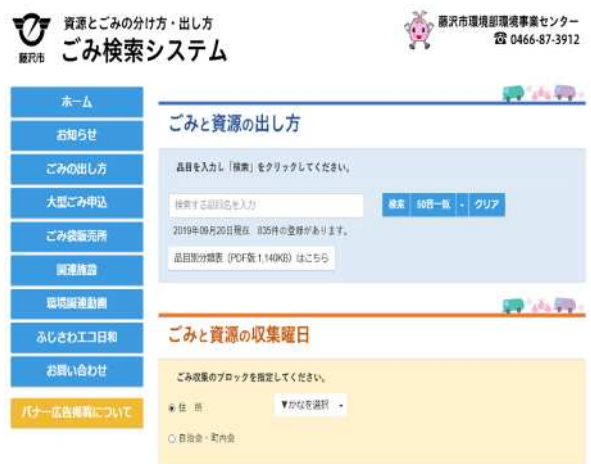 資源とごみの分け方・出し方
ごみ検索システム
藤沢市
藤沢市環境部環境事業センター
☎ 0466-87-3912
ホーム
お知らせ
ごみの出し方
大型ごみ申込
ごみ袋販売所
関連施設
環境関連動画
ふじさわエコ日和
お問い合わせ
バナー広告掲載について
ごみと資源の出し方
品目を入力し「検索」をクリックしてください。
検索する品目名を入力
検索 50音一覧 クリア
2019年09月20日現在 835件の登録があります。
品目別分類表 (PDF版:1,140KB) はこちら
ごみと資源の収集曜日
ごみ収集のブロックを指定してください。
住 所
▼かなを選択
自治会・町内会